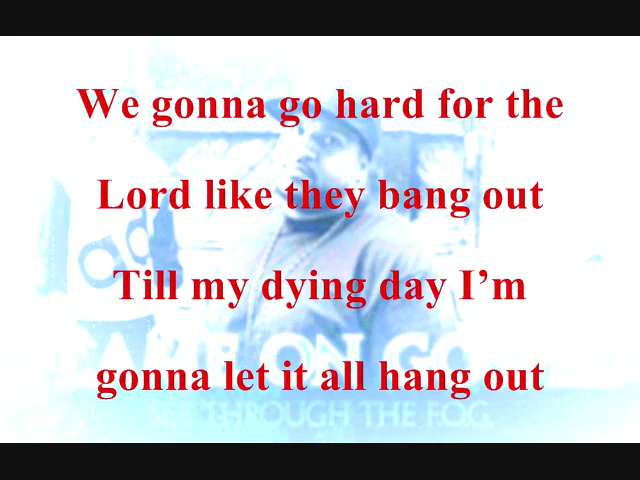 We gonna go hard for the
Lord like they bang out
Till my dying day I'm
gonna let it all hang out
THROUGH THE FOG